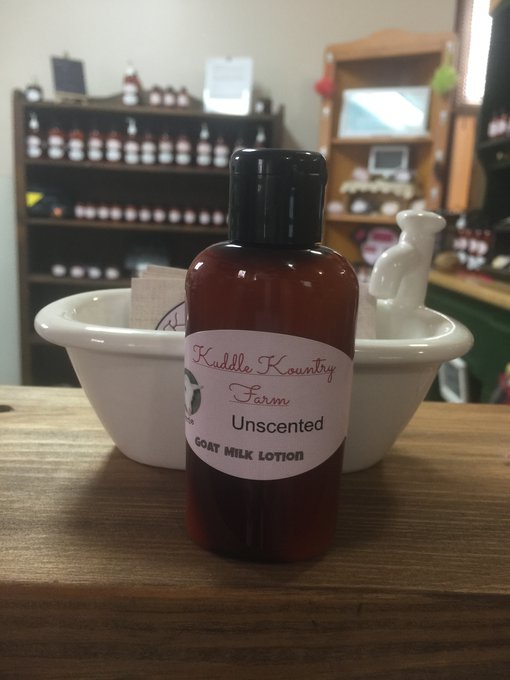 Kuddle Kountry
Farm
Unscented
Goat Milk Lotion